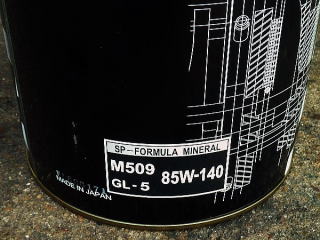 SP-FORMULA MINERAL
M509
GL-5 85W-140
MADE IN JAPAN